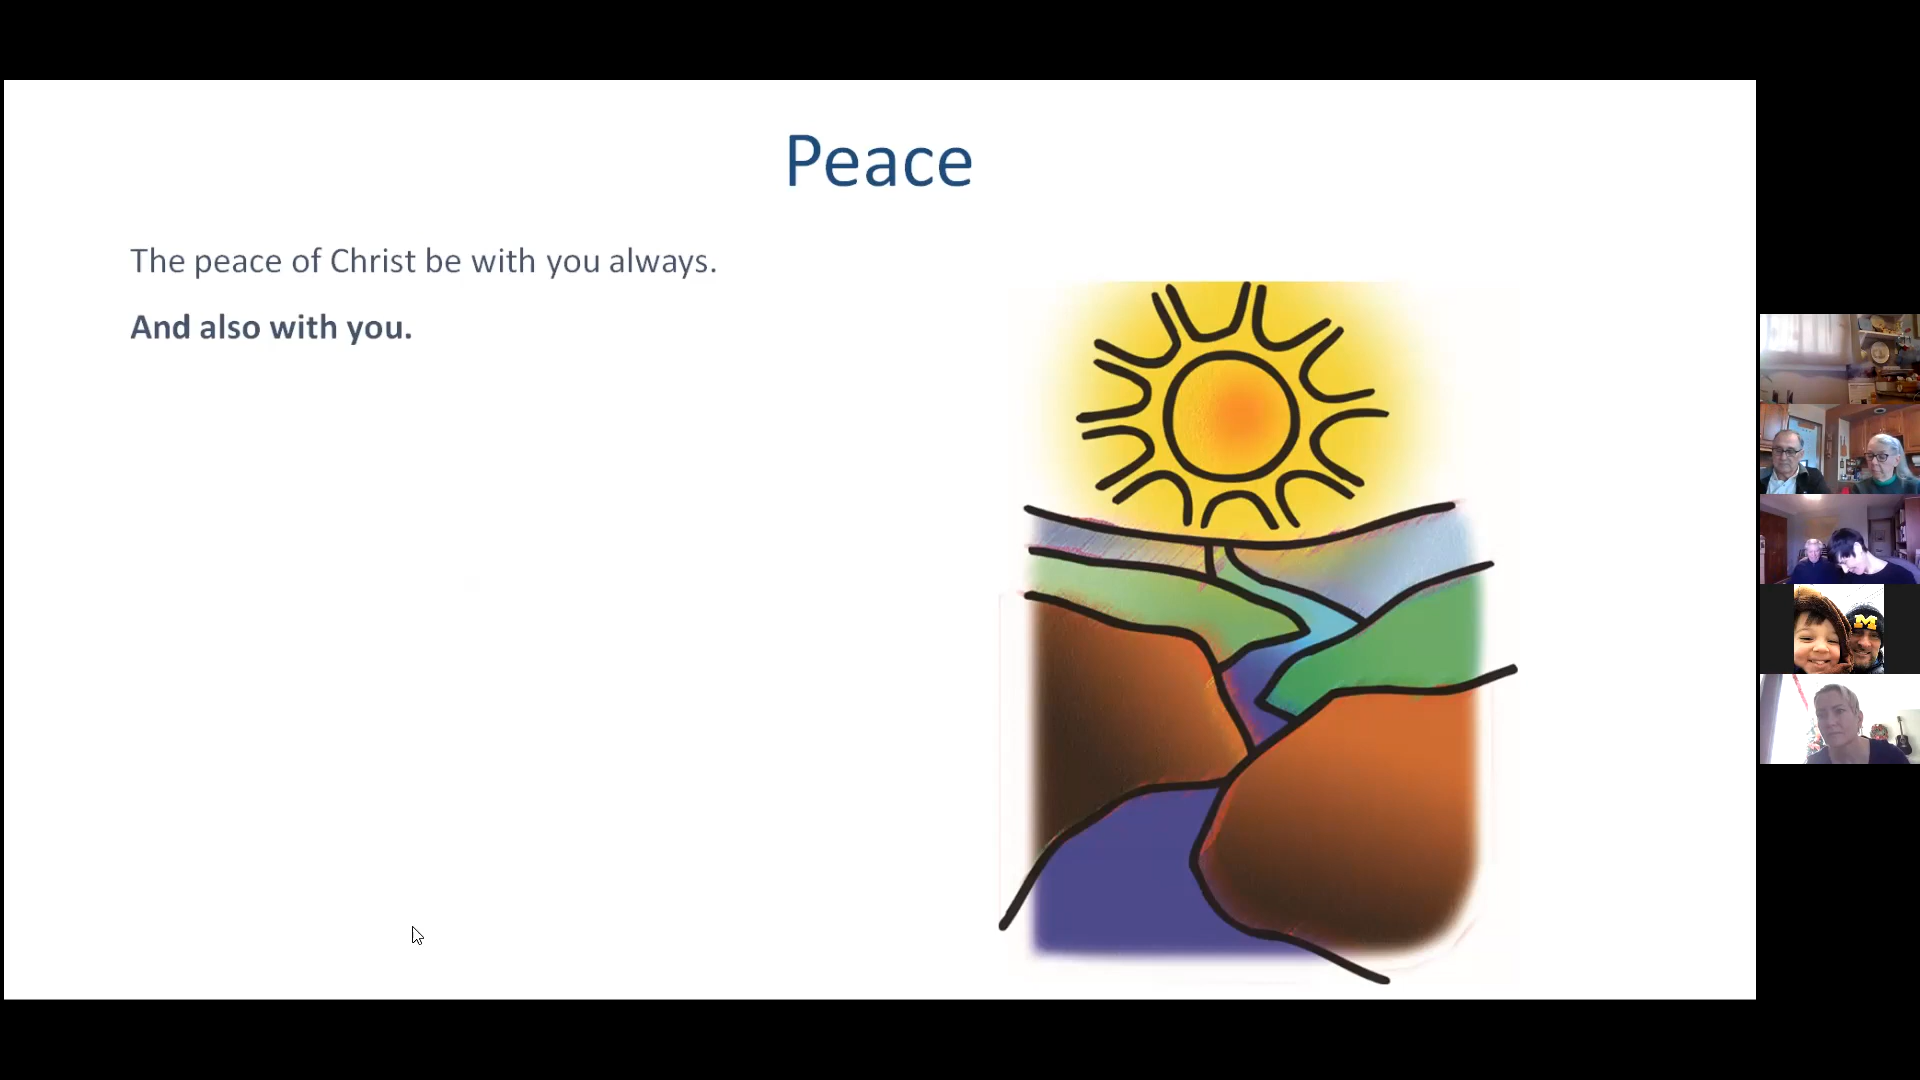 Peace
The peace of Christ be with you always.
And also with you.
M